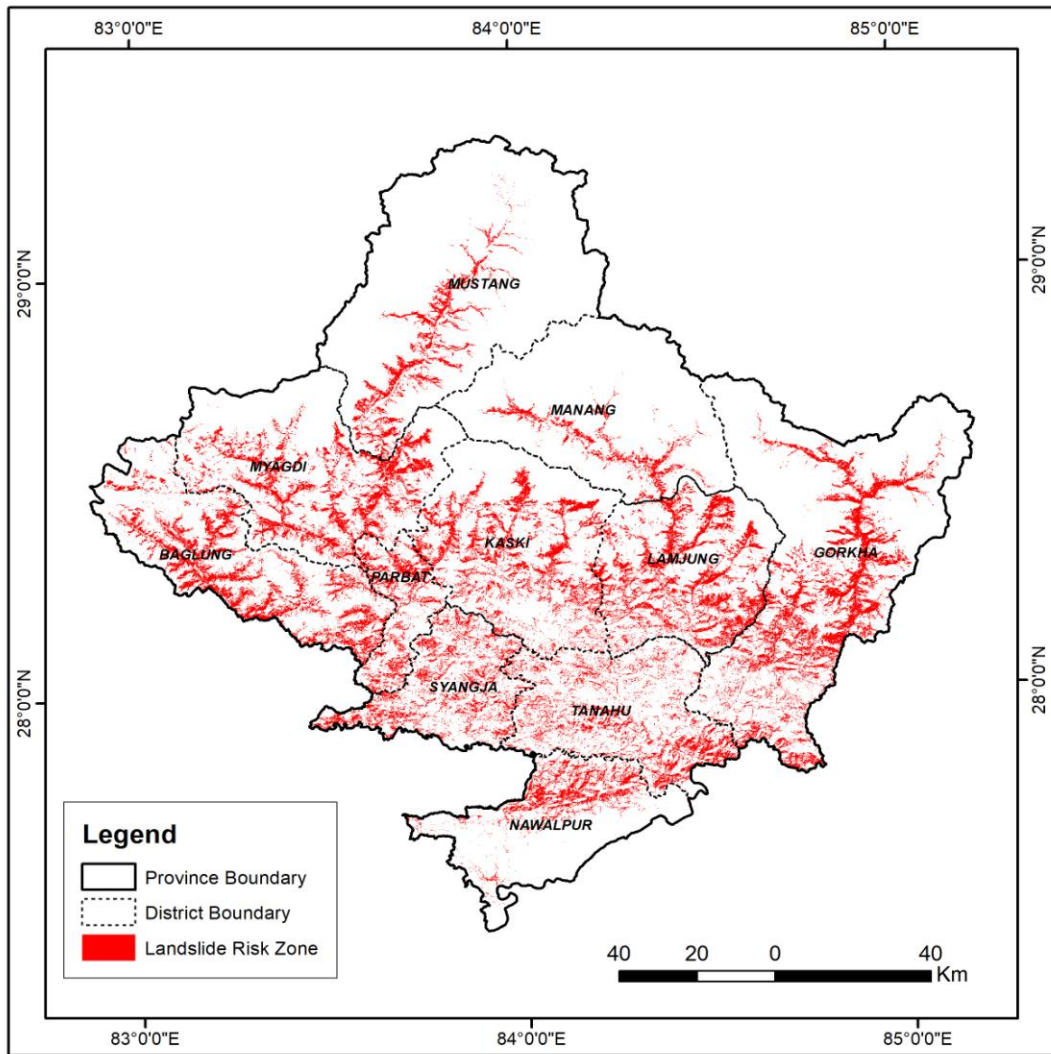 83°0'0"E 84°0'0"E 85°0'0"E
29°0'0"N
29°0'0"N
MUSTANG
MANANG
MYAGDI
KASKI
BAGLUNG
LAMJUNG
GORKHA
PARBAT
28°0'0"N
28°0'0"N
SYANGJA
TANAHU
NAWALPUR
Legend
Province Boundary
District Boundary
Landslide Risk Zone
40 20 0 40
Km
83°0'0"E 84°0'0"E 85°0'0"E